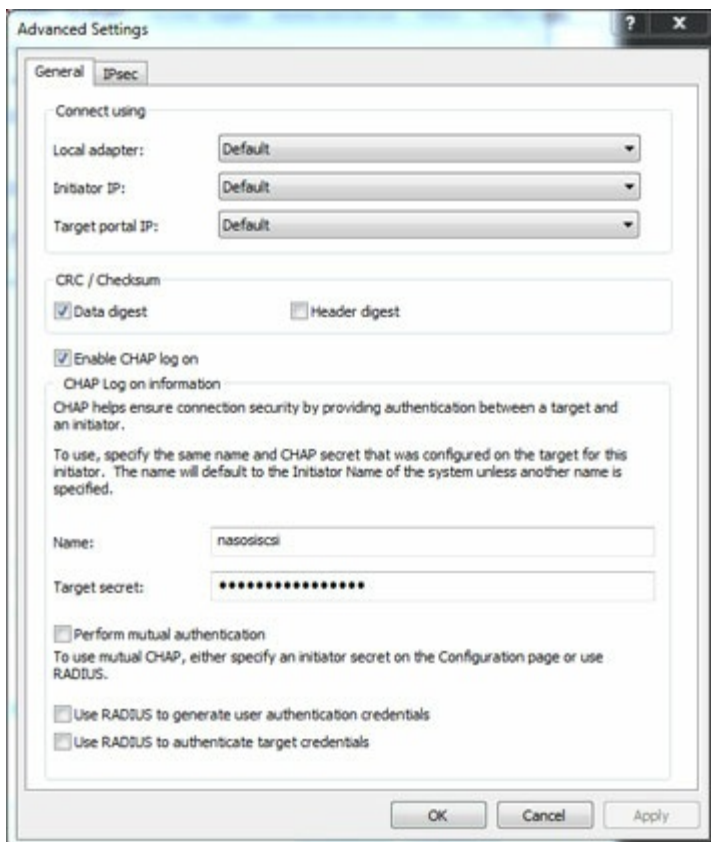 Advanced Settings
General
IPsec
Connect using
Local adapter:
Default
Initiator IP:
Default
Target portal IP:
Default
CRC / Checksum
Data digest
Header digest
Enable CHAP log on
CHAP Log on information
CHAP helps ensure connection security by providing authentication between a target and
an initiator.
To use, specify the same name and CHAP secret that was configured on the target for this
initiator. The name will default to the Initiator Name of the system unless another name is
specified.
Name:
nasosiscsi
Target secret:
●●●●●●●●●●●●●●●●
Perform mutual authentication
To use mutual CHAP, either specify an initiator secret on the Configuration page or use
RADIUS.
Use RADIUS to generate user authentication credentials
Use RADIUS to authenticate target credentials
OK
Cancel
Apply